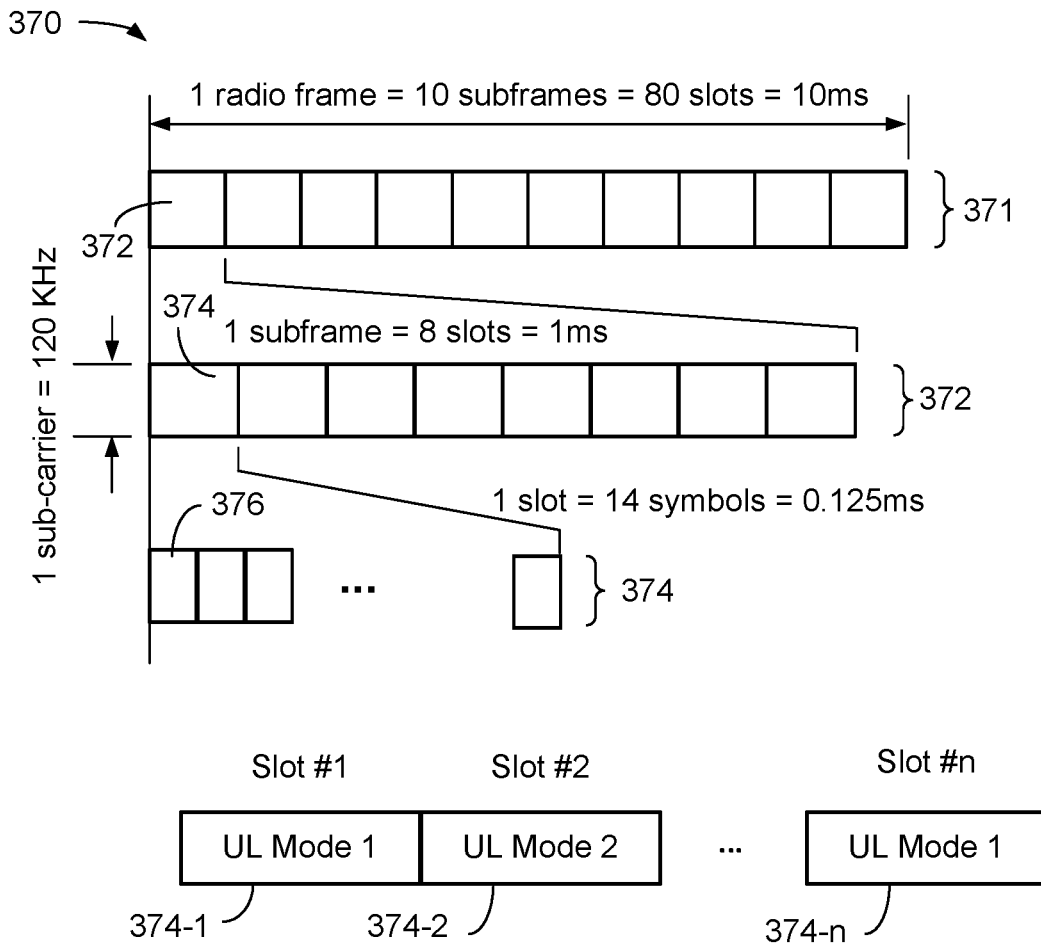 370
1 radio frame = 10 subframes = 80 slots = 10ms
371
372
1 sub-carrier = 120 KHz
374
1 subframe = 8 slots = 1ms
372
1 slot = 14 symbols = 0.125ms
376
...
374
Slot #1
Slot #2
Slot #n
UL Mode 1
UL Mode 2
...
UL Mode 1
374-1
374-2
374-n